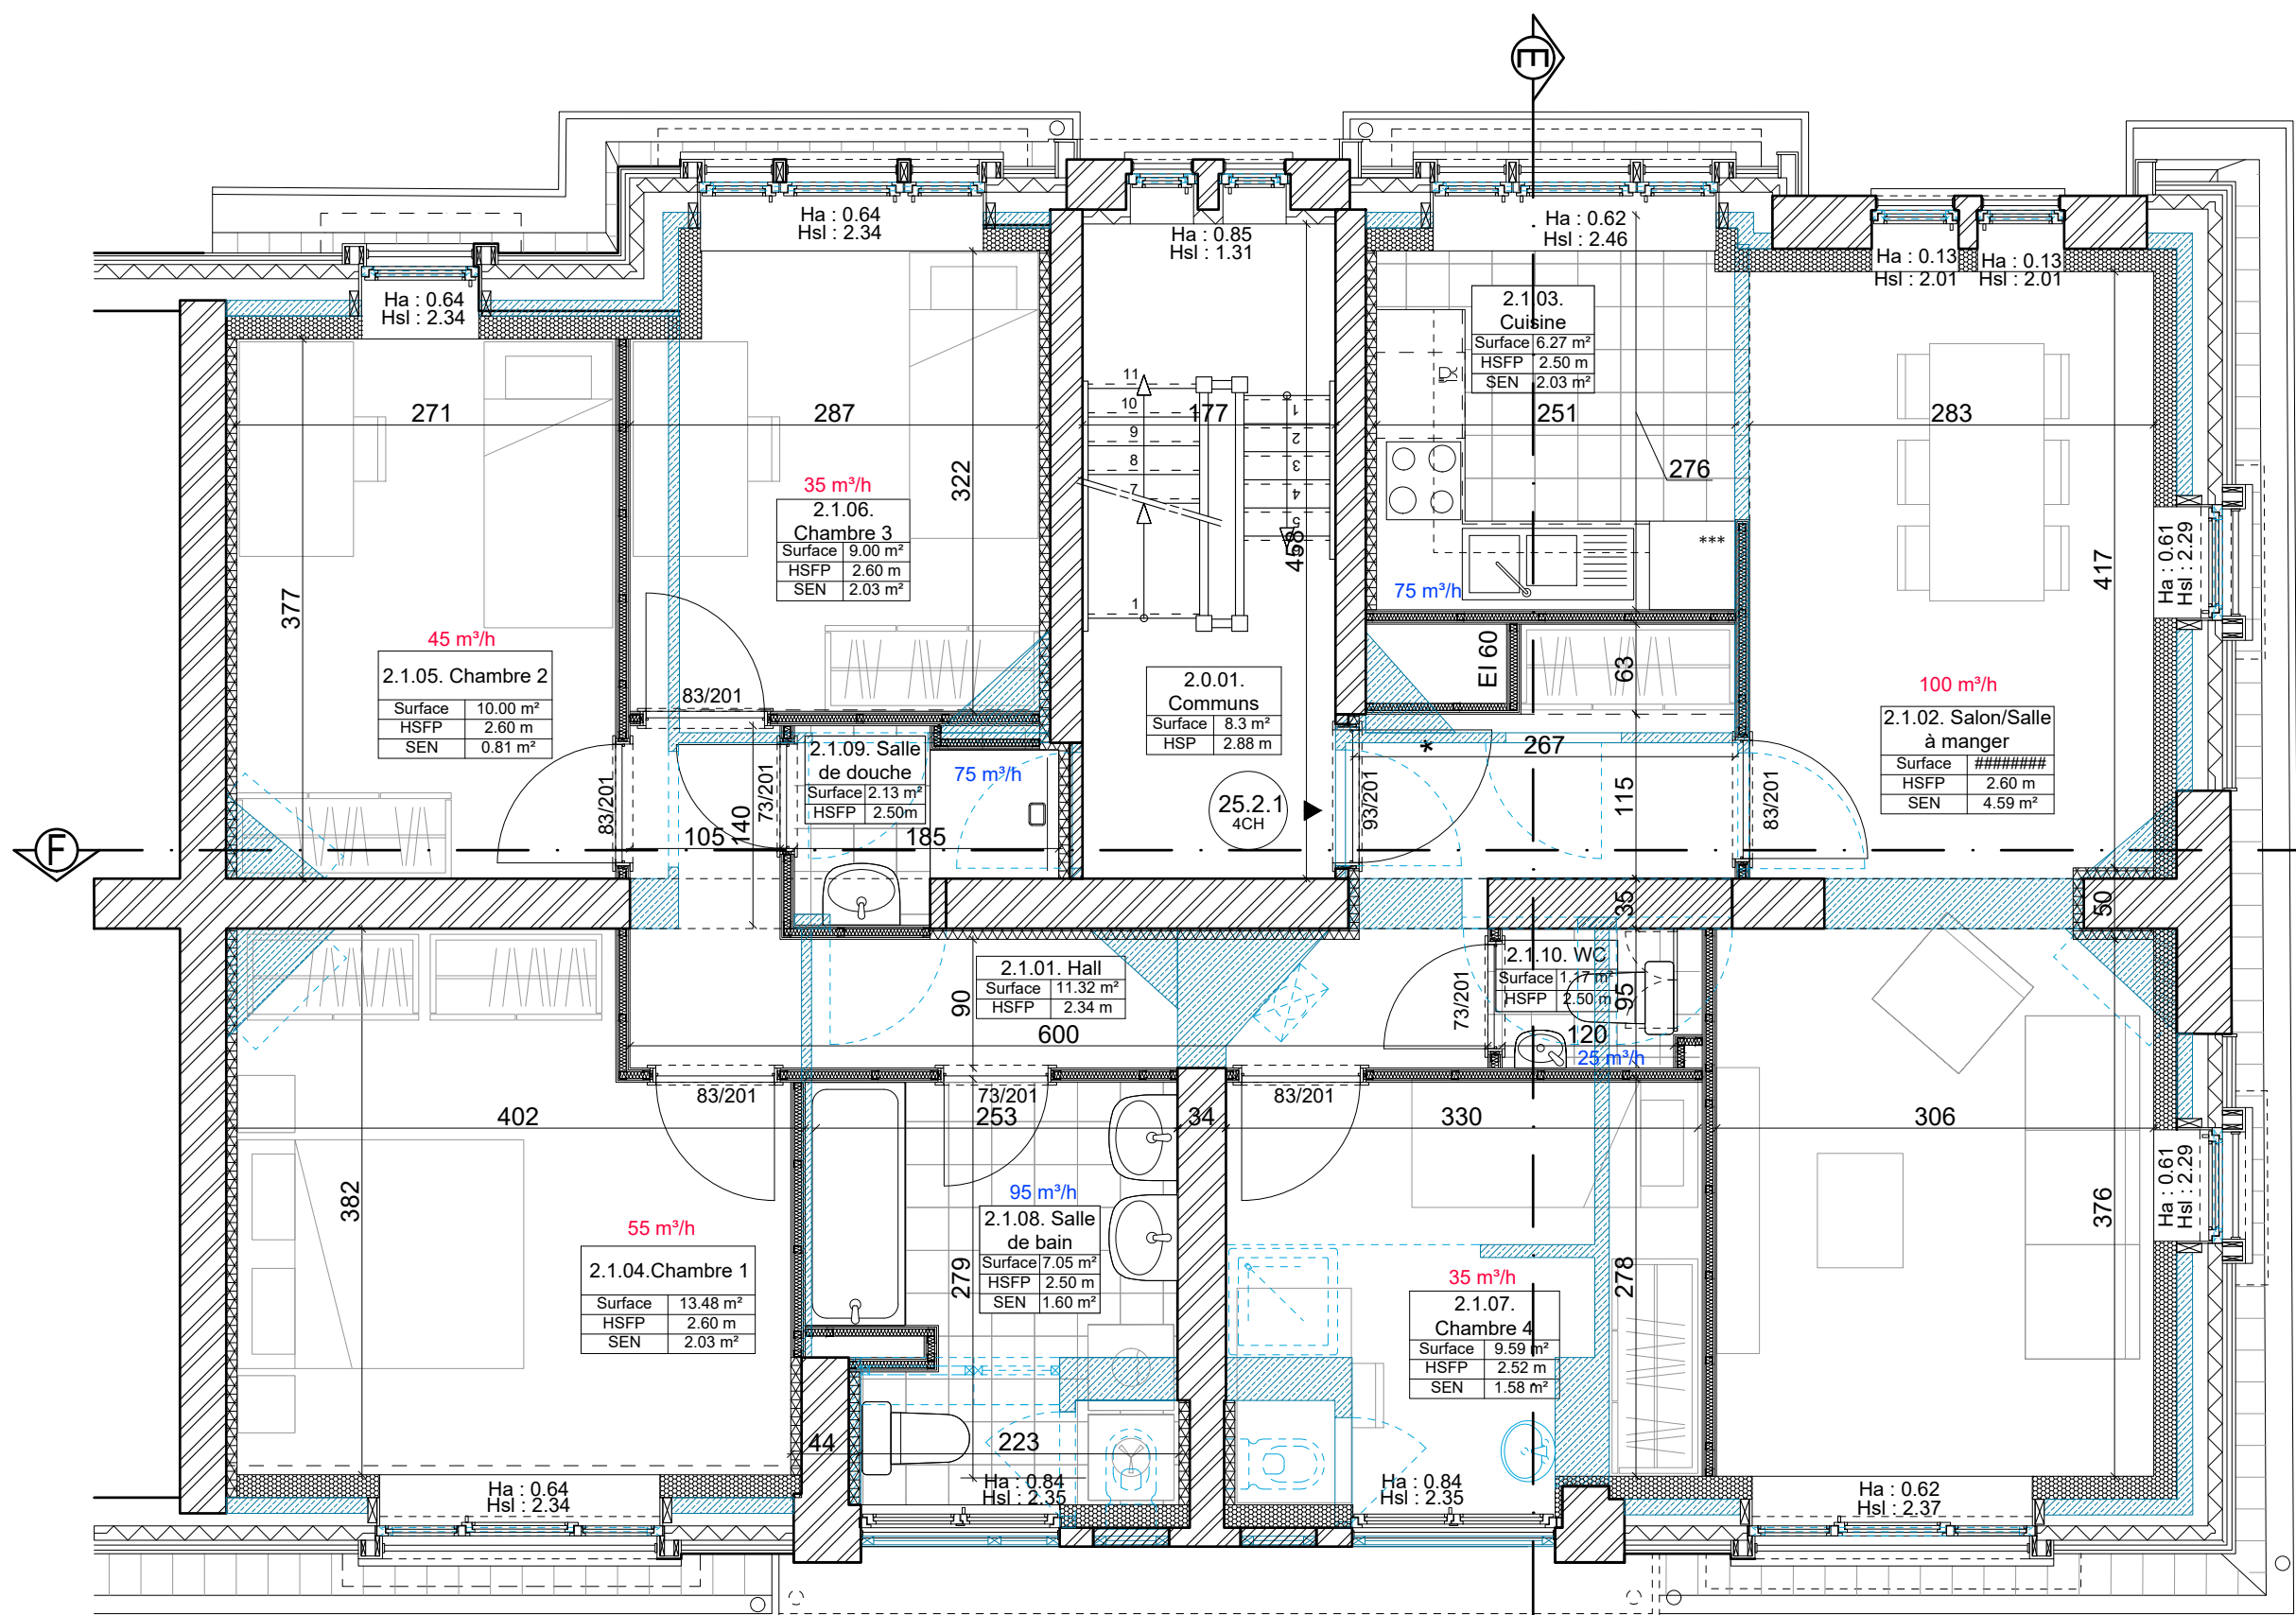 E
Ha : 0.64
Hsl : 2.34
Ha : 0.85
Hsl : 1.31
Ha : 0.62
Hsl : 2.46
Ha : 0.13
Hsl : 2.01
Ha : 0.13
Hsl : 2.01
Ha : 0.64
Hsl : 2.34
2.1.03.
Cuisine
Surface 6.27 m²
HSFP 2.50 m
SEN 2.03 m²
271
287
177
251
283
276
322
11
10
9
8
7
1
1
2
3
4
5
6
458
35 m³/h
2.1.06.
Chambre 3
Surface 9.00 m²
HSFP 2.60 m
SEN 2.03 m²
***
75 m³/h
417
Ha : 0.61
Hsl : 2.29
377
45 m³/h
2.1.05. Chambre 2
Surface 10.00 m²
HSFP 2.60 m
SEN 0.81 m²
83/201
EI 60
63
2.0.01.
Communs
Surface 8.3 m²
HSP 2.88 m
100 m³/h
2.1.02. Salon/Salle
à manger
Surface ########
HSFP 2.60 m
SEN 4.59 m²
2.1.09. Salle
de douche
Surface 2.13 m²
HSFP 2.50m
75 m³/h
*
267
83/201
105
140
73/201
185
25.2.1
4CH
93/201
115
83/201
F
35
50
2.1.01. Hall
Surface 11.32 m²
HSFP 2.34 m
90
600
2.1.10. WC
Surface 1.17 m²
HSFP 2.50 m
95
73/201
120
25 m³/h
83/201
73/201
83/201
402
253
34
330
306
382
55 m³/h
2.1.04.Chambre 1
Surface 13.48 m²
HSFP 2.60 m
SEN 2.03 m²
95 m³/h
2.1.08. Salle
de bain
Surface 7.05 m²
HSFP 2.50 m
SEN 1.60 m²
279
35 m³/h
2.1.07.
Chambre 4
Surface 9.59 m²
HSFP 2.52 m
SEN 1.58 m²
278
376
Ha : 0.61
Hsl : 2.29
44
223
Ha : 0.64
Hsl : 2.34
Ha : 0.84
Hsl : 2.35
Ha : 0.84
Hsl : 2.35
Ha : 0.62
Hsl : 2.37